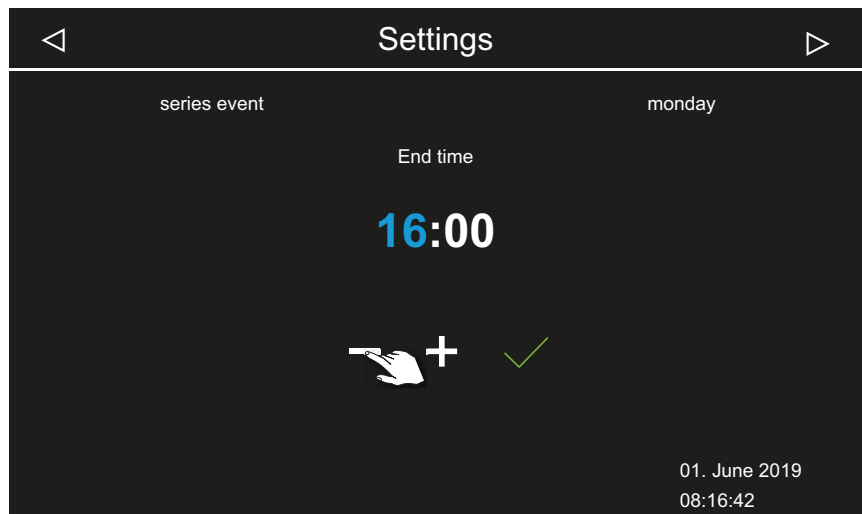 Settings
series event monday
End time
16:00
01. June 2019
08:16:42